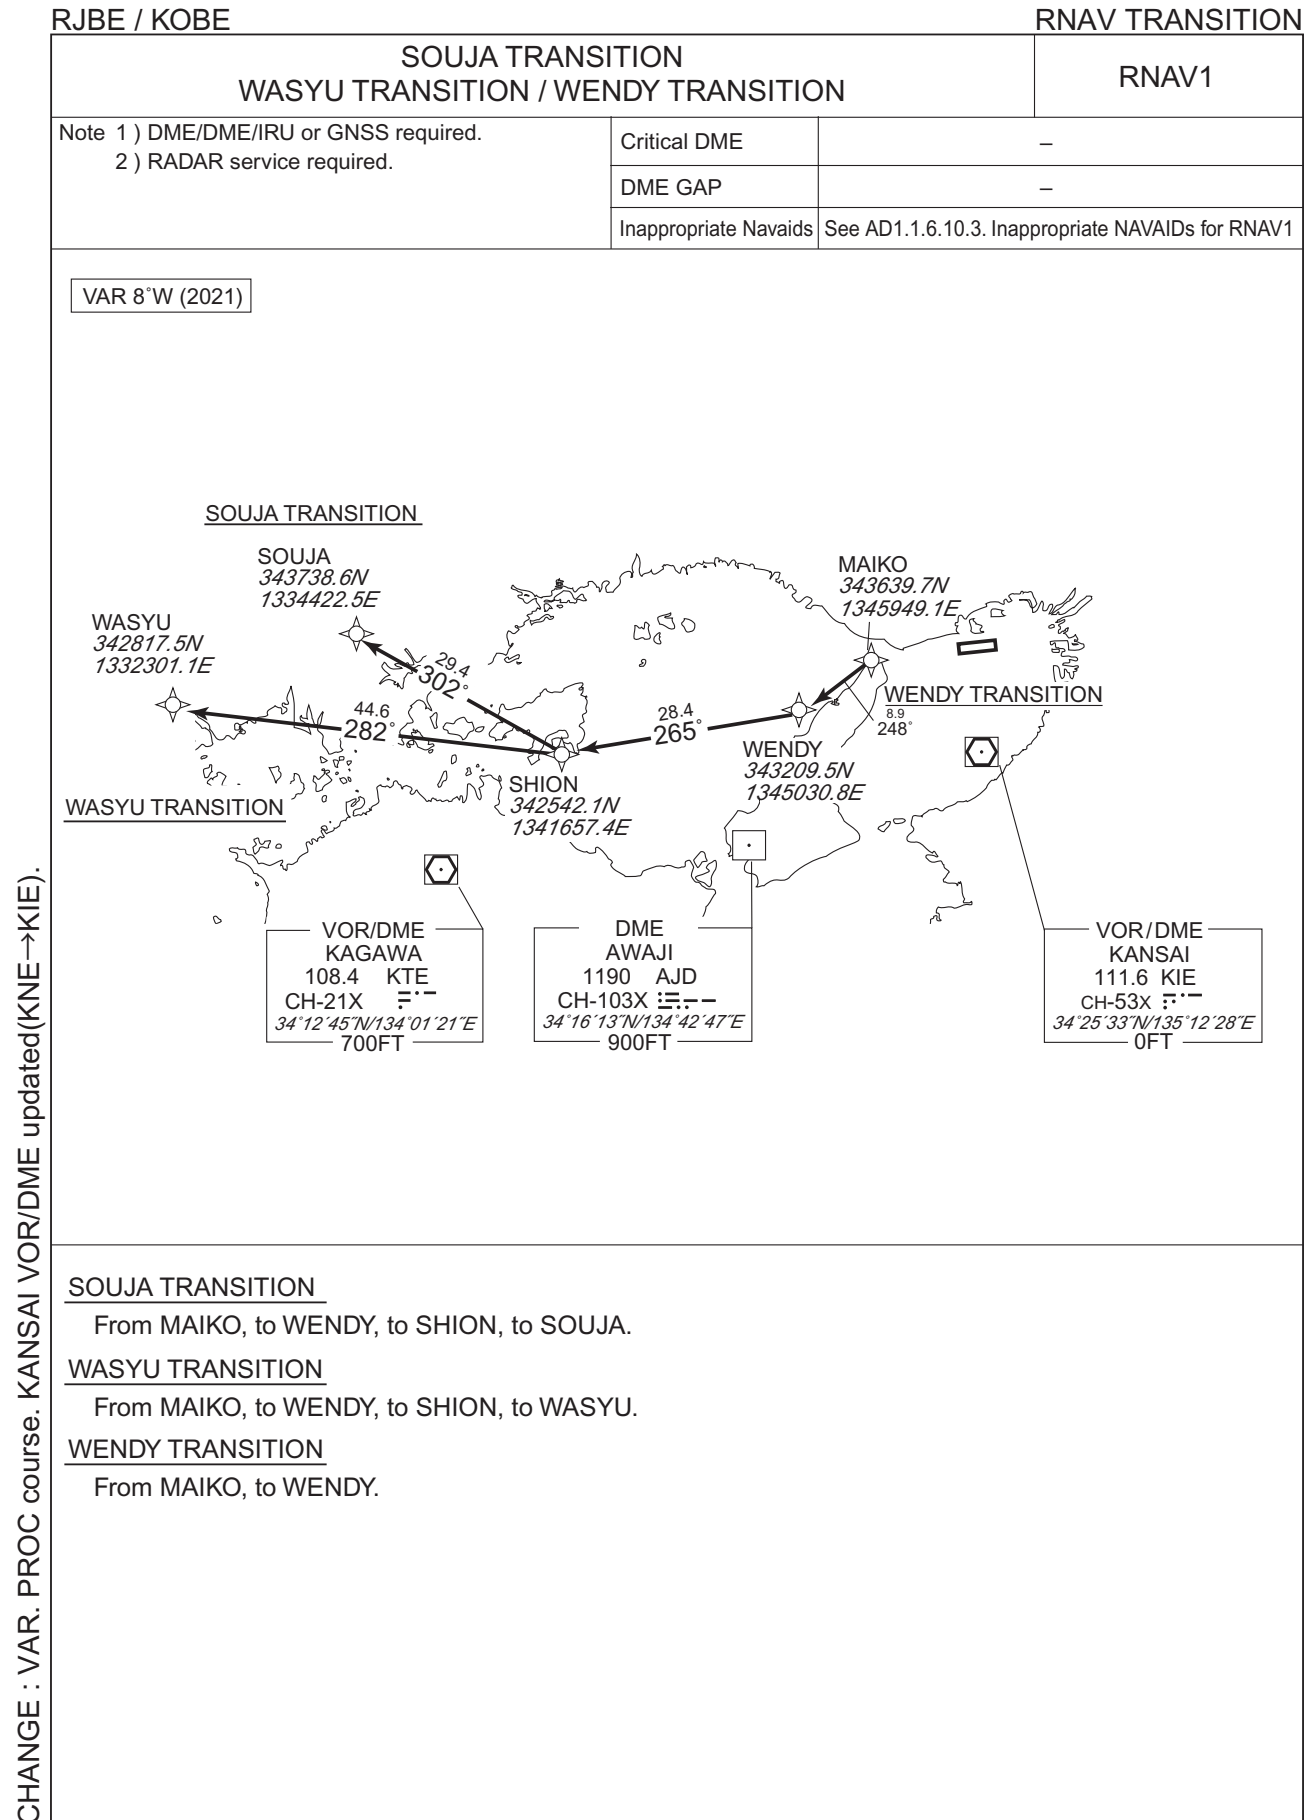 RJBE / KOBE
RNAV TRANSITION
SOUJA TRANSITION
WASYU TRANSITION / WENDY TRANSITION
RNAV1
Note 1 ) DME/DME/IRU or GNSS required.
2 ) RADAR service required.
Critical DME
–
DME GAP
–
Inappropriate Navaids
See AD1.1.6.10.3. Inappropriate NAVAIDs for RNAV1
VAR 8˚W (2021)
SOUJA TRANSITION
SOUJA
343738.6N
1334422.5E
MAIKO
343639.7N
1345949.1E
WASYU
342817.5N
1332301.1E
29.4
302˚
WENDY TRANSITION
44.6
282˚
28.4
265˚
8.9
248˚
WENDY
343209.5N
1345030.8E
SHION
342542.1N
1341657.4E
WASYU TRANSITION
VOR/DME
KAGAWA
108.4 KTE
CH-21X
34˚12´45˝N/134˚01´21˝E
700FT
DME
AWAJI
1190 AJD
CH-103X
34˚16´13˝N/134˚42´47˝E
900FT
VOR/DME
KANSAI
111.6 KIE
CH-53X
34˚25´33˝N/135˚12´28˝E
0FT
SOUJA TRANSITION
From MAIKO, to WENDY, to SHION, to SOUJA.
WASYU TRANSITION
From MAIKO, to WENDY, to SHION, to WASYU.
WENDY TRANSITION
From MAIKO, to WENDY.
CHANGE : VAR. PROC course. KANSAI VOR/DME updated(KNE→KIE).